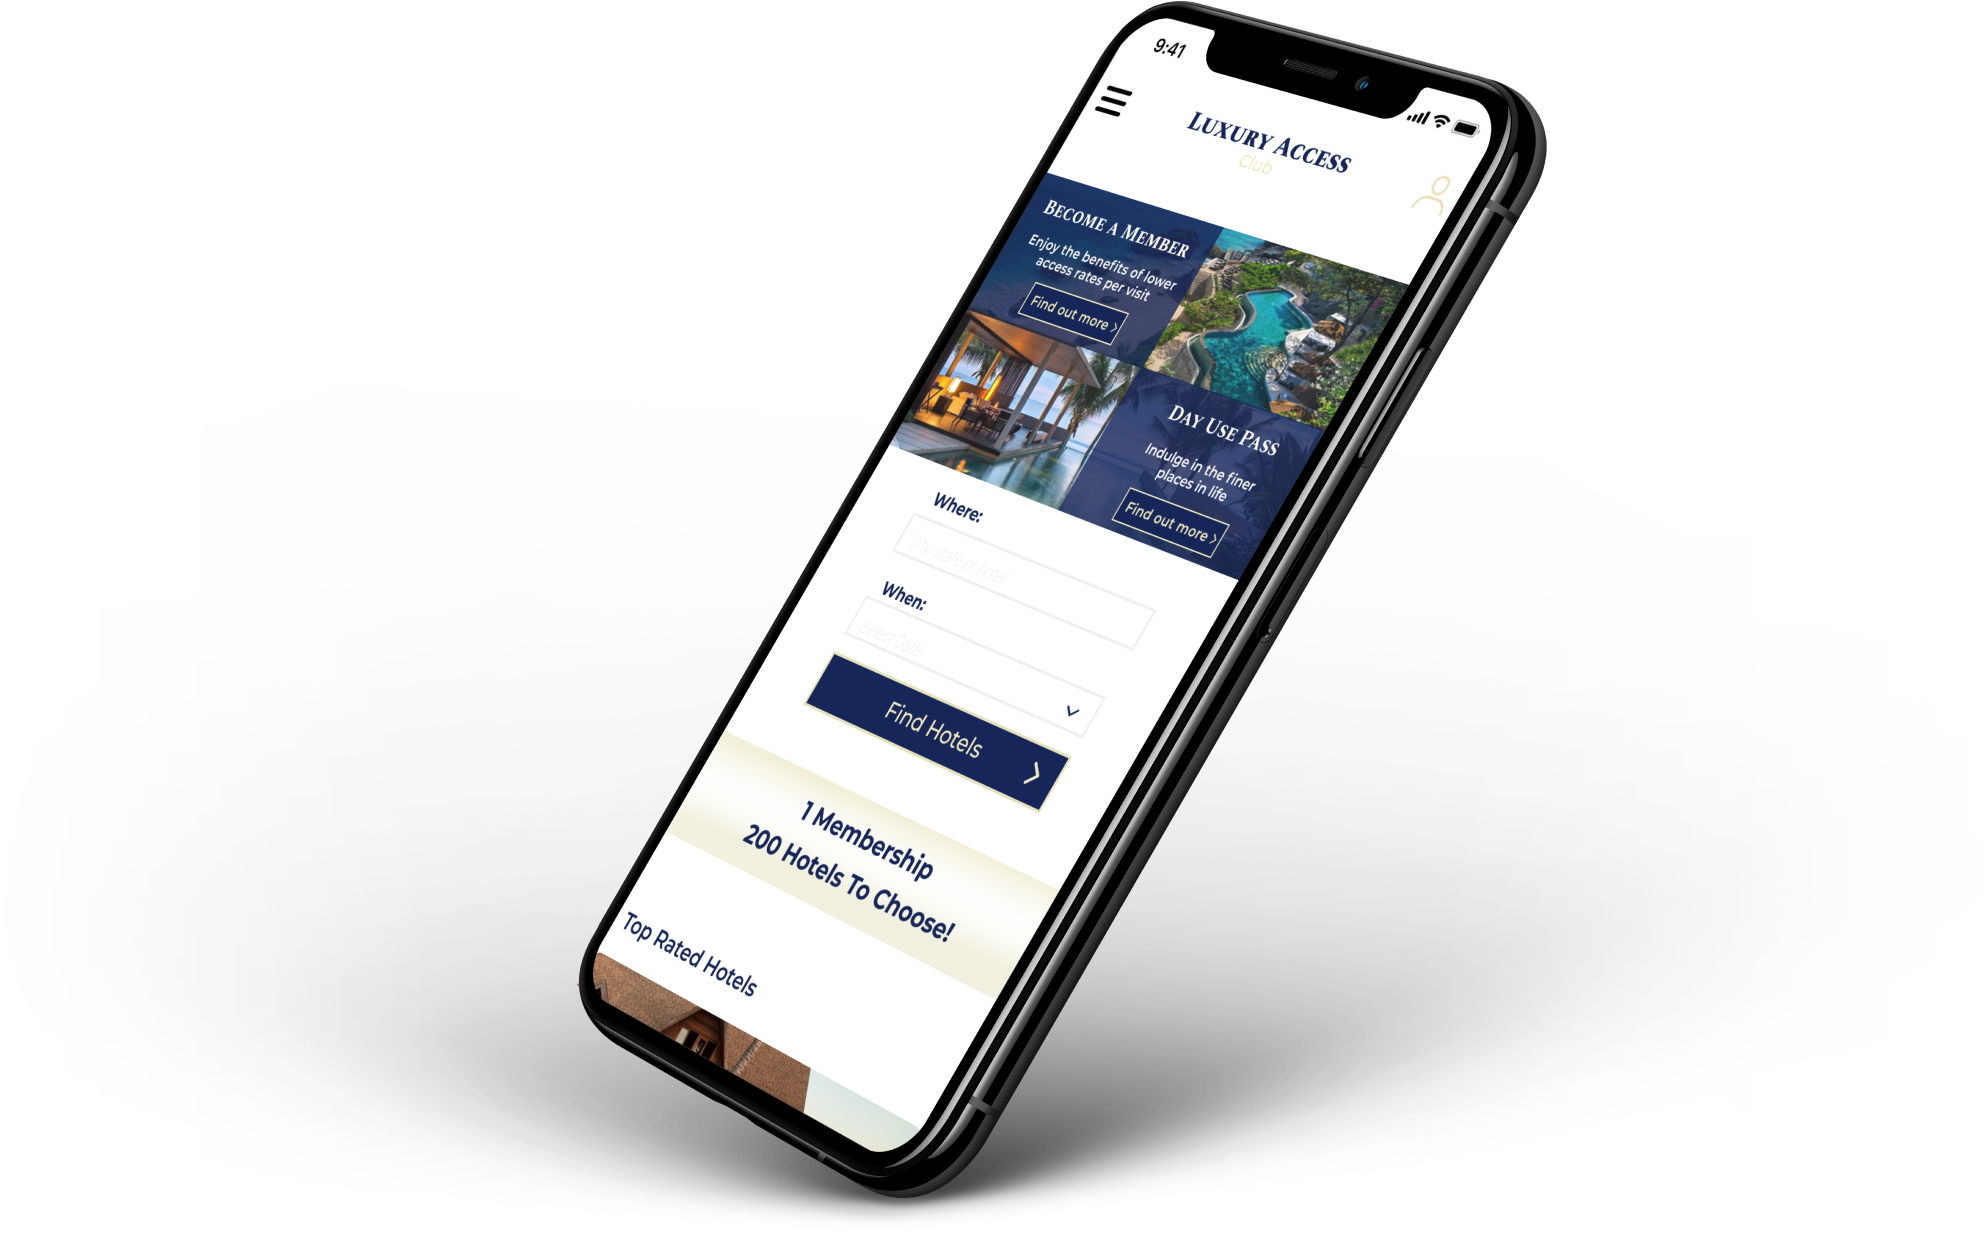 9:41
LUXURY ACCESS
Club
BECOME A MEMBER
Enjoy the benefits of lower
access rates per visit
Find out more
DAY USE PASS
Indulge in the finer
places in life
Find out more
Where:
City, state or hotel
When:
Select Date
Find Hotels
1 Membership
200 Hotels To Choose!
Top Rated Hotels